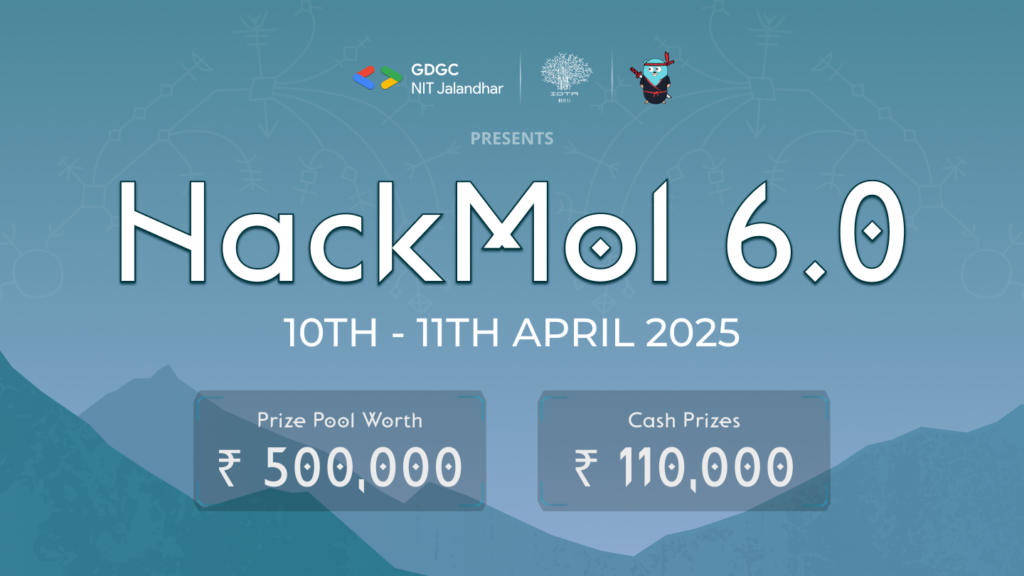 GDGC
NIT Jalandhar
IOTA
PRESENTS
HackMol 6.0
10TH - 11TH APRIL 2025
Prize Pool Worth
₹ 500,000
Cash Prizes
₹ 110,000